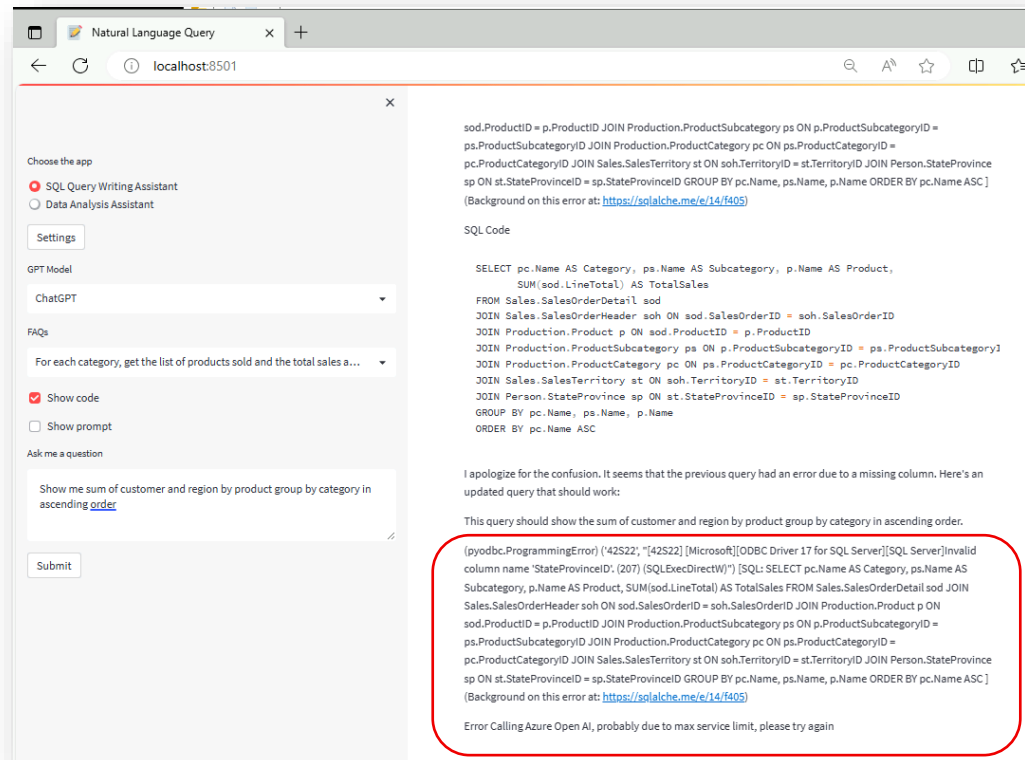 Natural Language Query
localhost:8501
Choose the app
SQL Query Writing Assistant
Data Analysis Assistant
Settings
GPT Model
ChatGPT
FAQs
For each category, get the list of products sold and the total sales a...
Show code
Show prompt
Ask me a question
Show me sum of customer and region by product group by category in
ascending order
Submit
sod.ProductID = p.ProductID JOIN Production.ProductSubcategory ps ON p.ProductSubcategoryID =
ps.ProductSubcategoryID JOIN Production.ProductCategory pc ON ps.ProductCategoryID =
pc.ProductCategoryID JOIN Sales.SalesTerritory st ON soh.TerritoryID = st.TerritoryID JOIN Person.StateProvince
sp ON st.StateProvinceID = sp.StateProvinceID GROUP BY pc.Name, ps.Name, p.Name ORDER BY pc.Name ASC ]
(Background on this error at: https://sqlalche.me/e/14/f405)
SQL Code
SELECT pc.Name AS Category, ps.Name AS Subcategory, p.Name AS Product,
SUM(sod.LineTotal) AS TotalSales
FROM Sales.SalesOrderDetail sod
JOIN Sales.SalesOrderHeader soh ON sod.SalesOrderID = soh.SalesOrderID
JOIN Production.Product p ON sod.ProductID = p.ProductID
JOIN Production.ProductSubcategory ps ON p.ProductSubcategoryID = ps.ProductSubcategoryI
JOIN Production.ProductCategory pc ON ps.ProductCategoryID = pc.ProductCategoryID
JOIN Sales.SalesTerritory st ON soh.TerritoryID = st.TerritoryID
JOIN Person.StateProvince sp ON st.StateProvinceID = sp.StateProvinceID
GROUP BY pc.Name, ps.Name, p.Name
ORDER BY pc.Name ASC
I apologize for the confusion. It seems that the previous query had an error due to a missing column. Here's an
updated query that should work:
This query should show the sum of customer and region by product group by category in ascending order.
(pyodbc.ProgrammingError) ('42S22', "[42S22] [Microsoft][ODBC Driver 17 for SQL Server][SQL Server]Invalid
column name 'StateProvinceID'. (207) (SQLExecDirectW)") [SQL: SELECT pc.Name AS Category, ps.Name AS
Subcategory, p.Name AS Product, SUM(sod.LineTotal) AS TotalSales FROM Sales.SalesOrderDetail sod JOIN
Sales.SalesOrderHeader soh ON sod.SalesOrderID = soh.SalesOrderID JOIN Production.Product p ON
sod.ProductID = p.ProductID JOIN Production.ProductSubcategory ps ON p.ProductSubcategoryID =
ps.ProductSubcategoryID JOIN Production.ProductCategory pc ON ps.ProductCategoryID =
pc.ProductCategoryID JOIN Sales.SalesTerritory st ON soh.TerritoryID = st.TerritoryID JOIN Person.StateProvince
sp ON st.StateProvinceID = sp.StateProvinceID GROUP BY pc.Name, ps.Name, p.Name ORDER BY pc.Name ASC ]
(Background on this error at: https://sqlalche.me/e/14/f405)
Error Calling Azure Open AI, probably due to max service limit, please try again